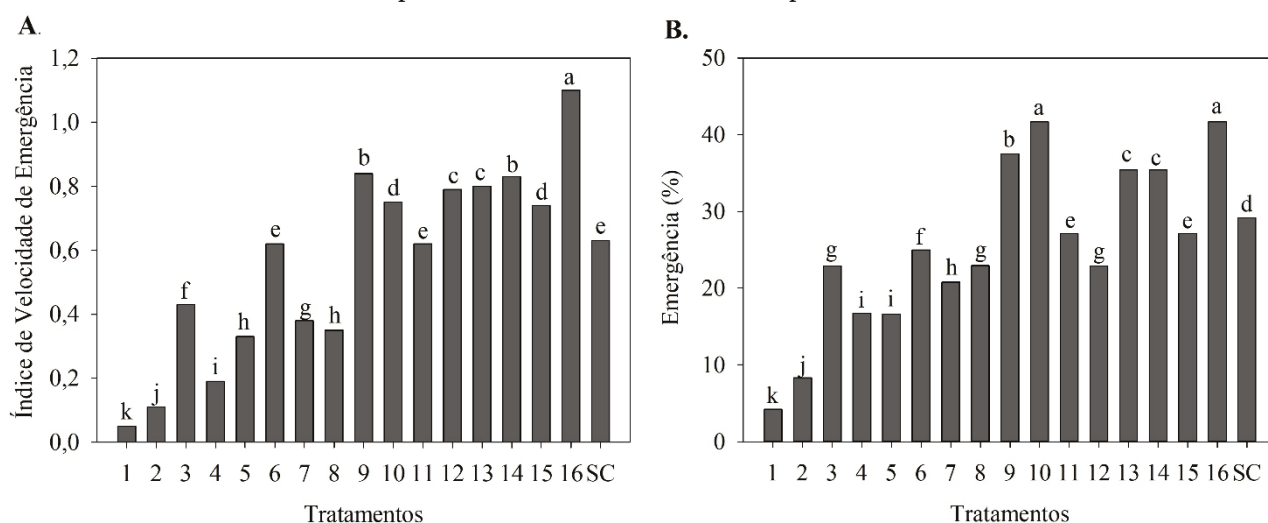 A.
Índice de Velocidade de Emergência
1,2
1,0
0,8
0,6
0,4
0,2
0,0
k j f i h e g h b d e c c b d a e
1 2 3 4 5 6 7 8 9 10 11 12 13 14 15 16 SC
Tratamentos
B.
Emergência (%)
50
40
30
20
10
0
k j g i i f h g b a e g c c e a d
1 2 3 4 5 6 7 8 9 10 11 12 13 14 15 16 SC
Tratamentos